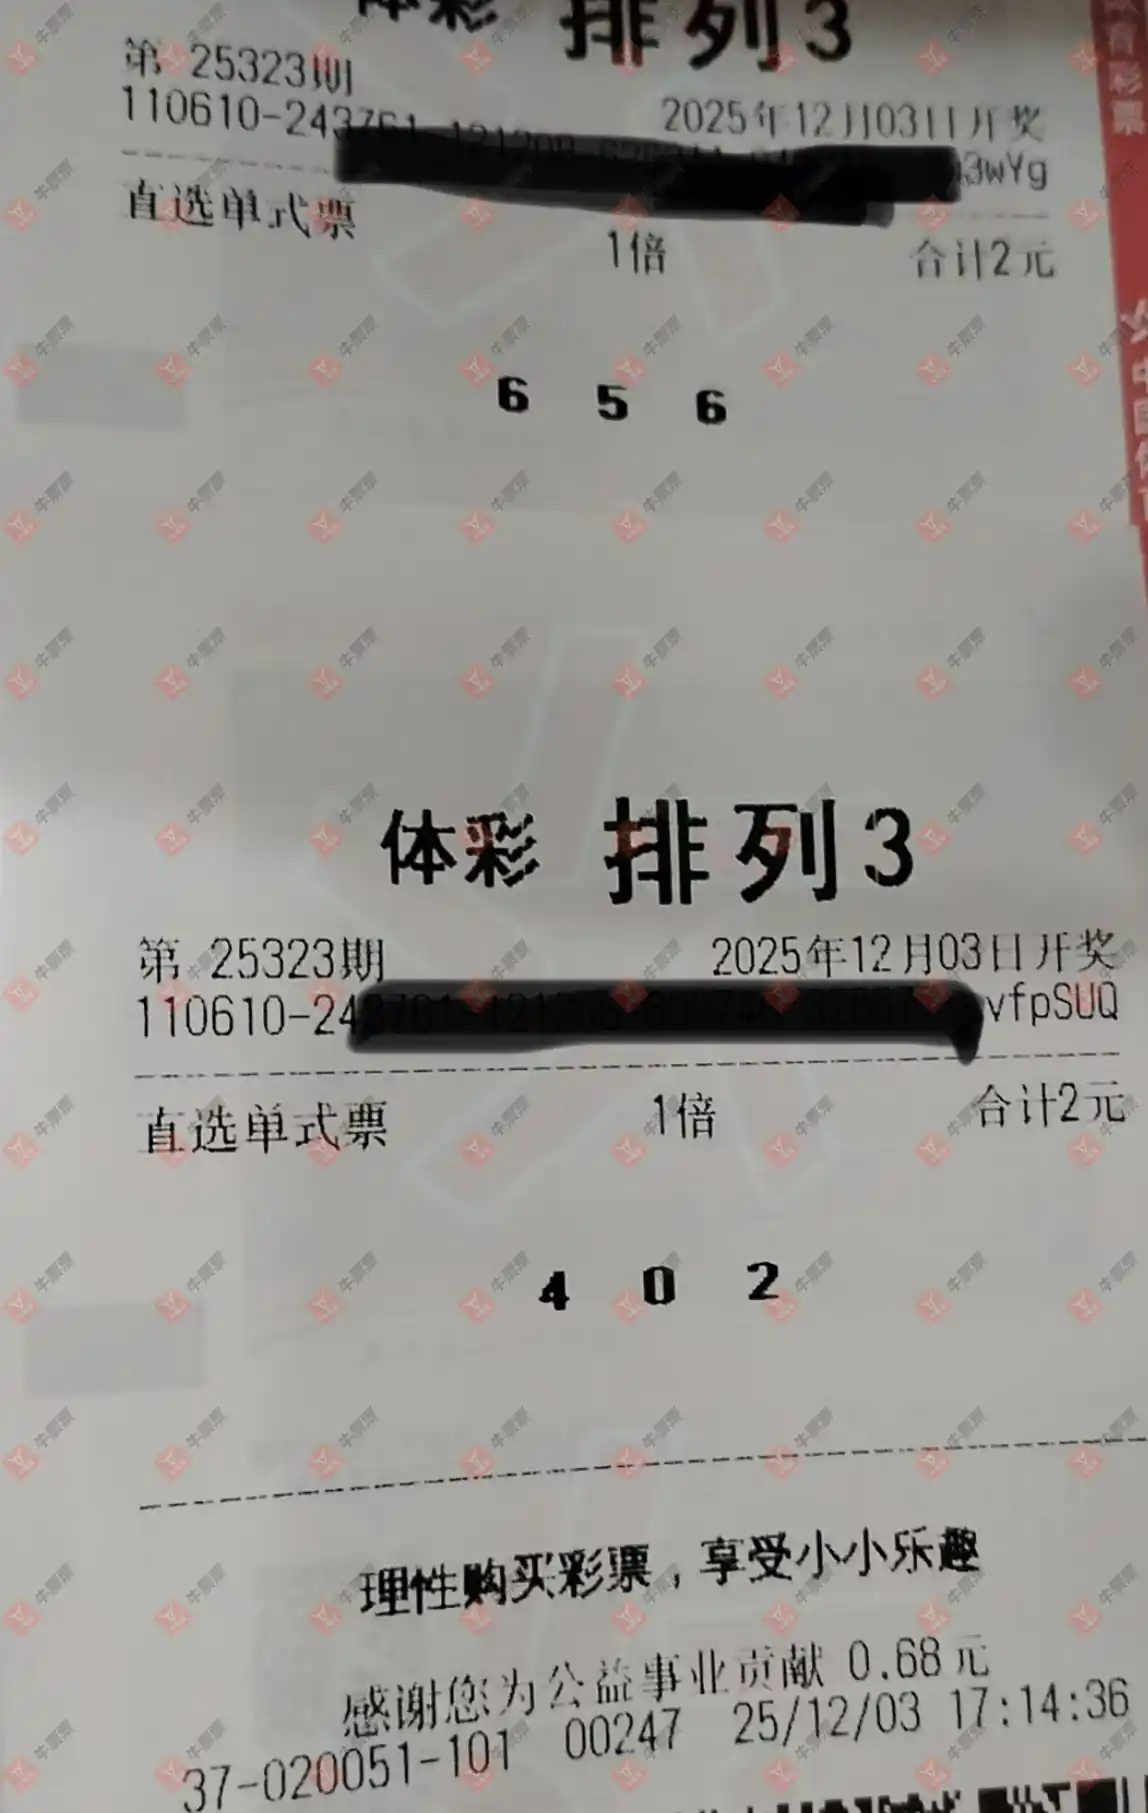 体彩 排列3
第 25323期
2025年12月03日开奖
110610-243761
3wYg
直选单式票 1倍 合计2元
6 5 6
体彩 排列3
第 25323期 2025年12月03日开奖
110610-24 vfpSUQ
直选单式票 1倍 合计2元
4 0 2
理性购买彩票，享受小小乐趣
感谢您为公益事业贡献 0.68元
37-020051-101 00247 25/12/03 17:14:36
牛票票